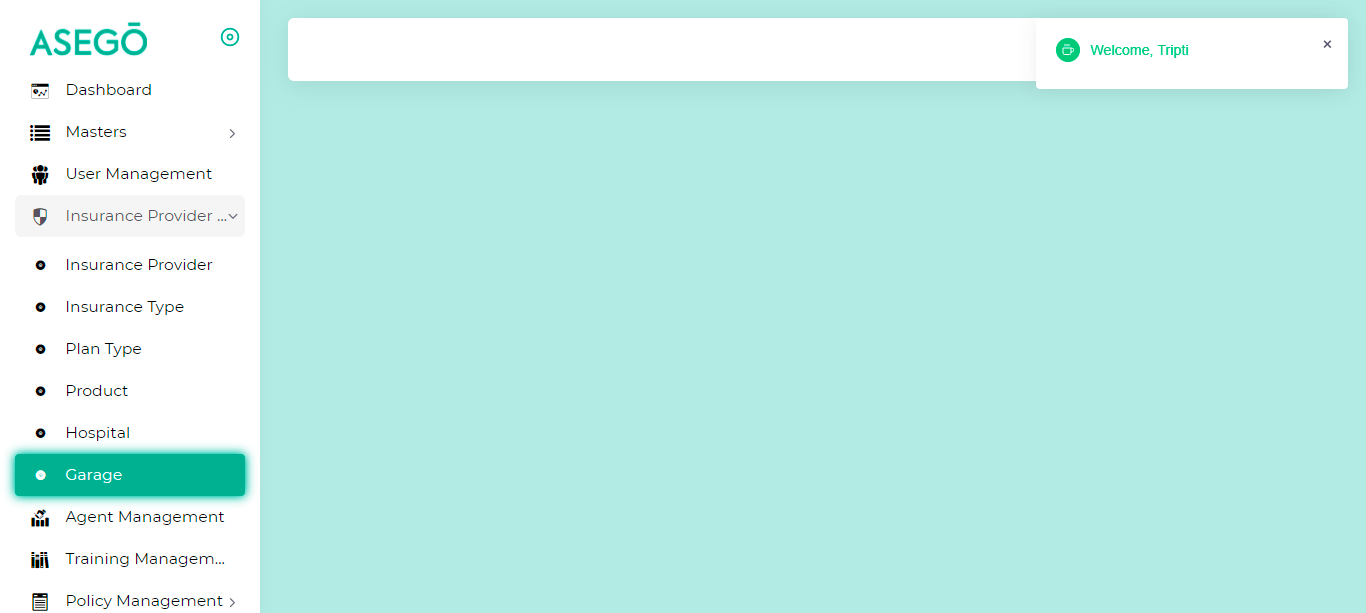 ASEGŌ
Dashboard
Masters
User Management
Insurance Provider ...
Insurance Provider
Insurance Type
Plan Type
Product
Hospital
Garage
Agent Management
Training Managem...
Policy Management
Welcome, Tripti